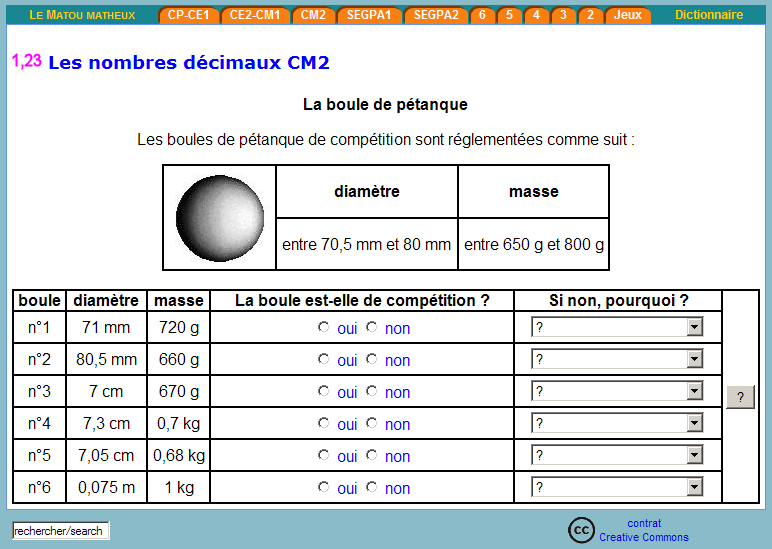 LE MATOU MATHEUX CP-CE1 CE2-CM1 CM2 SEGPA1 SEGPA2 6 5 4 3 2 Jeux Dictionnaire
1,23 Les nombres décimaux CM2
La boule de pétanque
Les boules de pétanque de compétition sont réglementées comme suit :
diamètre masse
entre 70,5 mm et 80 mm entre 650 g et 800 g
boule diamètre masse La boule est-elle de compétition ? Si non, pourquoi ?
n°1 71 mm 720 g oui non ?
n°2 80,5 mm 660 g oui non ?
n°3 7 cm 670 g oui non ?
?
n°4 7,3 cm 0,7 kg oui non ?
n°5 7,05 cm 0,68 kg oui non ?
n°6 0,075 m 1 kg oui non ?
rechercher/search
cc contrat
Creative Commons